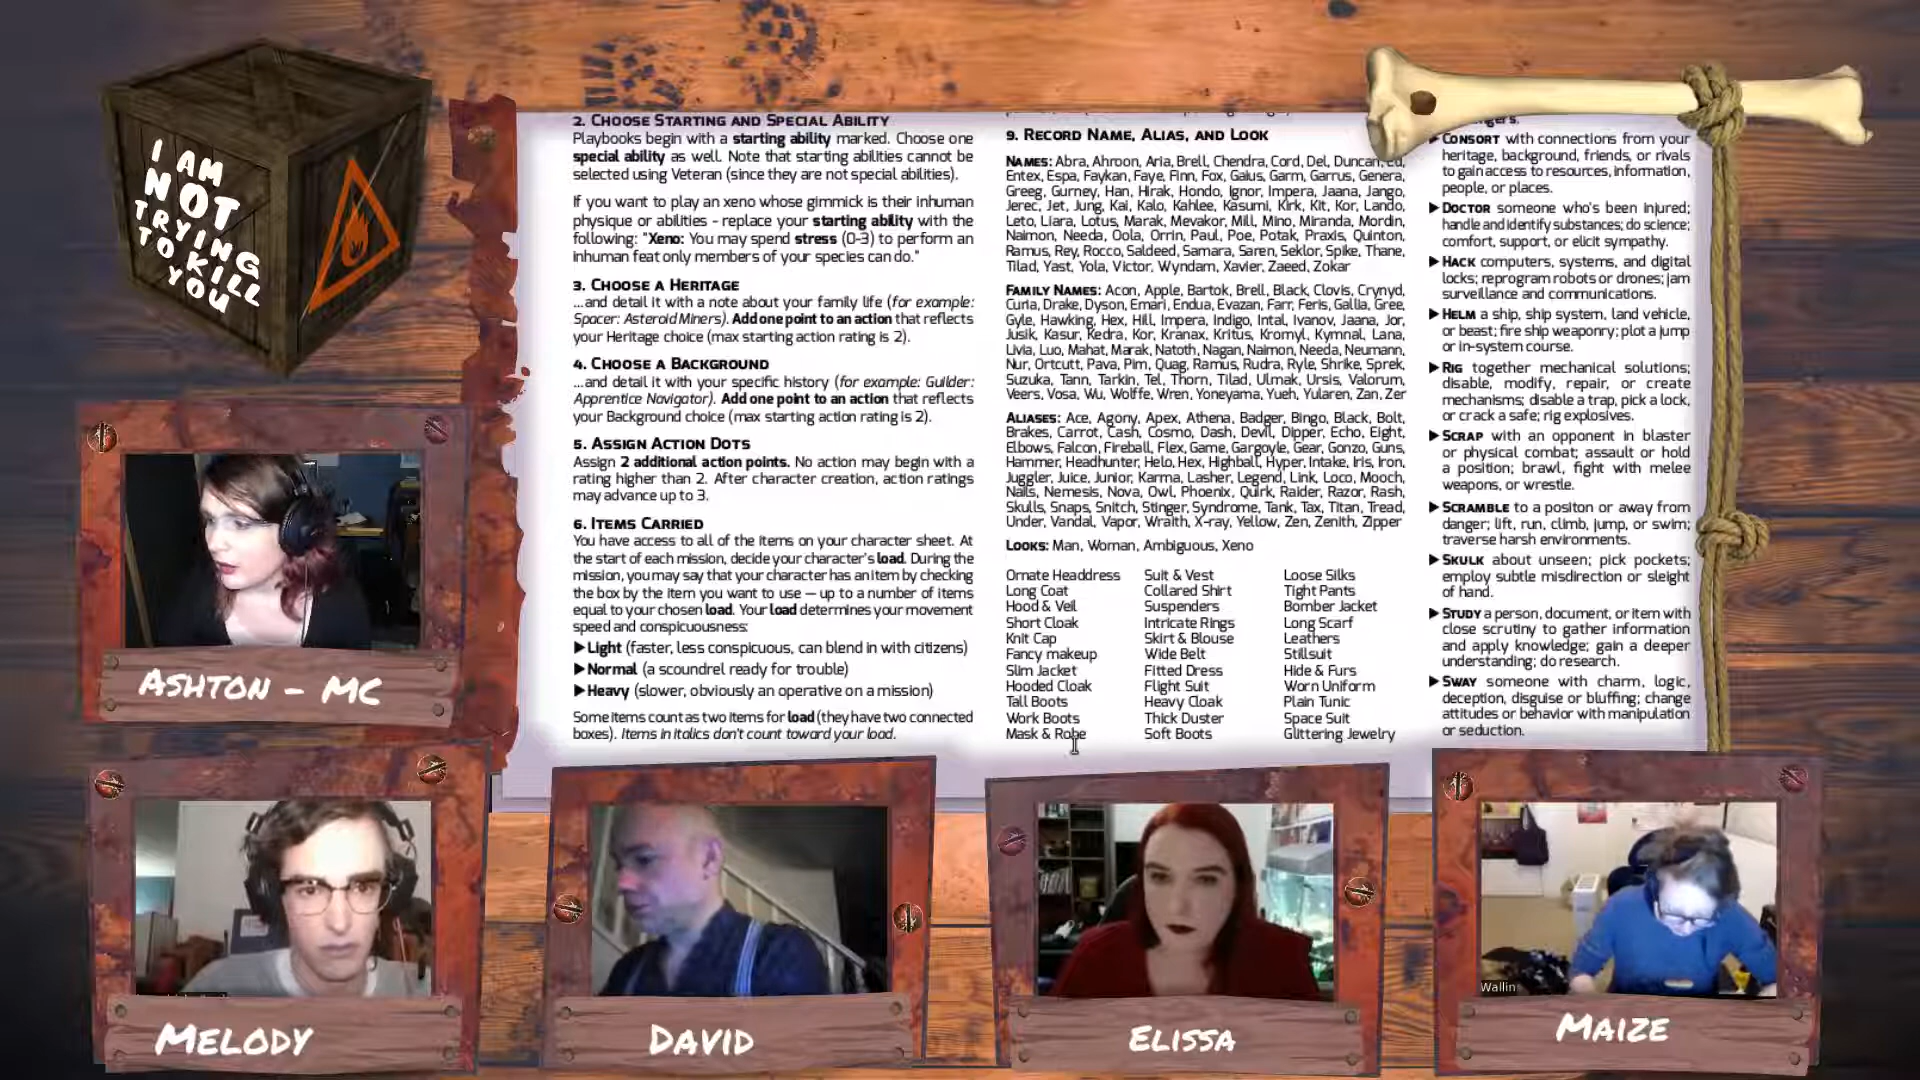 I AM
NOT
TRYING
TO KILL
YOU
2. CHOOSE STARTING AND SPECIAL ABILITY
Playbooks begin with a starting ability marked. Choose one
special ability as well. Note that starting abilities cannot be
selected using Veteran (since they are not special abilities).
If you want to play an xeno whose gimmick is their inhuman
physique or abilities - replace your starting ability with the
following: "Xeno: You may spend stress (0-3) to perform an
inhuman feat only members of your species can do."
3. CHOOSE A HERITAGE
...and detail it with a note about your family life (for example:
Spacer: Asteroid Miners). Add one point to an action that reflects
your Heritage choice (max starting action rating is 2).
4. CHOOSE A BACKGROUND
...and detail it with your specific history (for example: Guilder:
Apprentice Navigator). Add one point to an action that reflects
your Background choice (max starting action rating is 2).
5. ASSIGN ACTION DOTS
Assign 2 additional action points. No action may begin with a
rating higher than 2. After character creation, action ratings
may advance up to 3.
6. ITEMS CARRIED
You have access to all of the items on your character sheet. At
the start of each mission, decide your character's load. During the
mission, you may say that your character has an item by checking
the box by the item you want to use — up to a number of items
equal to your chosen load. Your load determines your movement
speed and conspicuousness:
▶Light (faster, less conspicuous, can blend in with citizens)
▶Normal (a scoundrel ready for trouble)
▶Heavy (slower, obviously an operative on a mission)
Some items count as two items for load (they have two connected
boxes). Items in italics don't count toward your load.
9. RECORD NAME, ALIAS, AND LOOK
NAMES: Abra, Ahroon, Aria, Brell, Chendra, Cord, Del, Duncan, Ed,
Entex, Espa, Faykan, Faye, Finn, Fox, Gaius, Garm, Garrus, Genera,
Greeg, Gurney, Han, Hirak, Hondo, Ignor, Impera, Jaana, Jango,
Jerec, Jet, Jung, Kai, Kalo, Kahlee, Kasumi, Kirk, Kit, Kor, Lando,
Leto, Liara, Lotus, Marak, Mevakor, Mill, Mino, Miranda, Mordin,
Naimon, Needa, Oola, Orrin, Paul, Poe, Potak, Praxis, Quinton,
Ramus, Rey, Rocco, Saldeed, Samara, Saren, Seklor, Spike, Thane,
Tilad, Yast, Yola, Victor, Wyndam, Xavier, Zaeed, Zokar
FAMILY NAMES: Acon, Apple, Bartok, Brell, Black, Clovis, Crynyd,
Curia, Drake, Dyson, Emari, Endua, Evazan, Farr, Feris, Gallia, Gree,
Gyle, Hawking, Hex, Hill, Impera, Indigo, Intal, Ivanov, Jaana, Jor,
Jusik, Kasur, Kedra, Kor, Kranax, Kritus, Kromyl, Kymnal, Lana,
Livia, Luo, Mahat, Marak, Natoth, Nagan, Naimon, Needa, Neumann,
Nur, Ortcutt, Pava, Pim, Quag, Ramus, Rudra, Ryle, Shrike, Sprek,
Suzuka, Tann, Tarkin, Tel, Thorn, Tilad, Ulmak, Ursis, Valorum,
Veers, Vosa, Wu, Wolffe, Wren, Yoneyama, Yueh, Yularen, Zan, Zer
ALIASES: Ace, Agony, Apex, Athena, Badger, Bingo, Black, Bolt,
Brakes, Carrot, Cash, Cosmo, Dash, Devil, Dipper, Echo, Eight,
Elbows, Falcon, Fireball, Flex, Game, Gargoyle, Gear, Gonzo, Guns,
Hammer, Headhunter, Helo, Hex, Highball, Hyper, Intake, Iris, Iron,
Juggler, Juice, Junior, Karma, Lasher, Legend, Link, Loco, Mooch,
Nails, Nemesis, Nova, Owl, Phoenix, Quirk, Raider, Razor, Rash,
Skulls, Snaps, Snitch, Stinger, Syndrome, Tank, Tax, Titan, Tread,
Under, Vandal, Vapor, Wraith, X-ray, Yellow, Zen, Zenith, Zipper
LOOKS: Man, Woman, Ambiguous, Xeno
Ornate Headdress Suit & Vest Loose Silks
Long Coat Collared Shirt Tight Pants
Hood & Veil Suspenders Bomber Jacket
Short Cloak Intricate Rings Long Scarf
Knit Cap Skirt & Blouse Leathers
Fancy makeup Wide Belt Stillsuit
Slim Jacket Fitted Dress Hide & Furs
Hooded Cloak Flight Suit Worn Uniform
Tall Boots Heavy Cloak Plain Tunic
Work Boots Thick Duster Space Suit
Mask & Robe Soft Boots Glittering Jewelry
▶CONSORT with connections from your
heritage, background, friends, or rivals
to gain access to resources, information,
people, or places.
▶DOCTOR someone who's been injured;
handle and identify substances; do science;
comfort, support, or elicit sympathy.
▶HACK computers, systems, and digital
locks; reprogram robots or drones; jam
surveillance and communications.
▶HELM a ship, ship system, land vehicle,
or beast; fire ship weaponry; plot a jump
or in-system course.
▶RIG together mechanical solutions;
disable, modify, repair, or create
mechanisms; disable a trap, pick a lock,
or crack a safe; rig explosives.
▶SCRAP with an opponent in blaster
or physical combat; assault or hold
a position; brawl, fight with melee
weapons, or wrestle.
▶SCRAMBLE to a positon or away from
danger; lift, run, climb, jump, or swim;
traverse harsh environments.
▶SKULK about unseen; pick pockets;
employ subtle misdirection or sleight
of hand.
▶STUDY a person, document, or item with
close scrutiny to gather information
and apply knowledge; gain a deeper
understanding; do research.
▶SWAY someone with charm, logic,
deception, disguise or bluffing; change
attitudes or behavior with manipulation
or seduction.
ASHTON - MC
MELODY
DAVID
ELISSA
Wallin
MAIZE